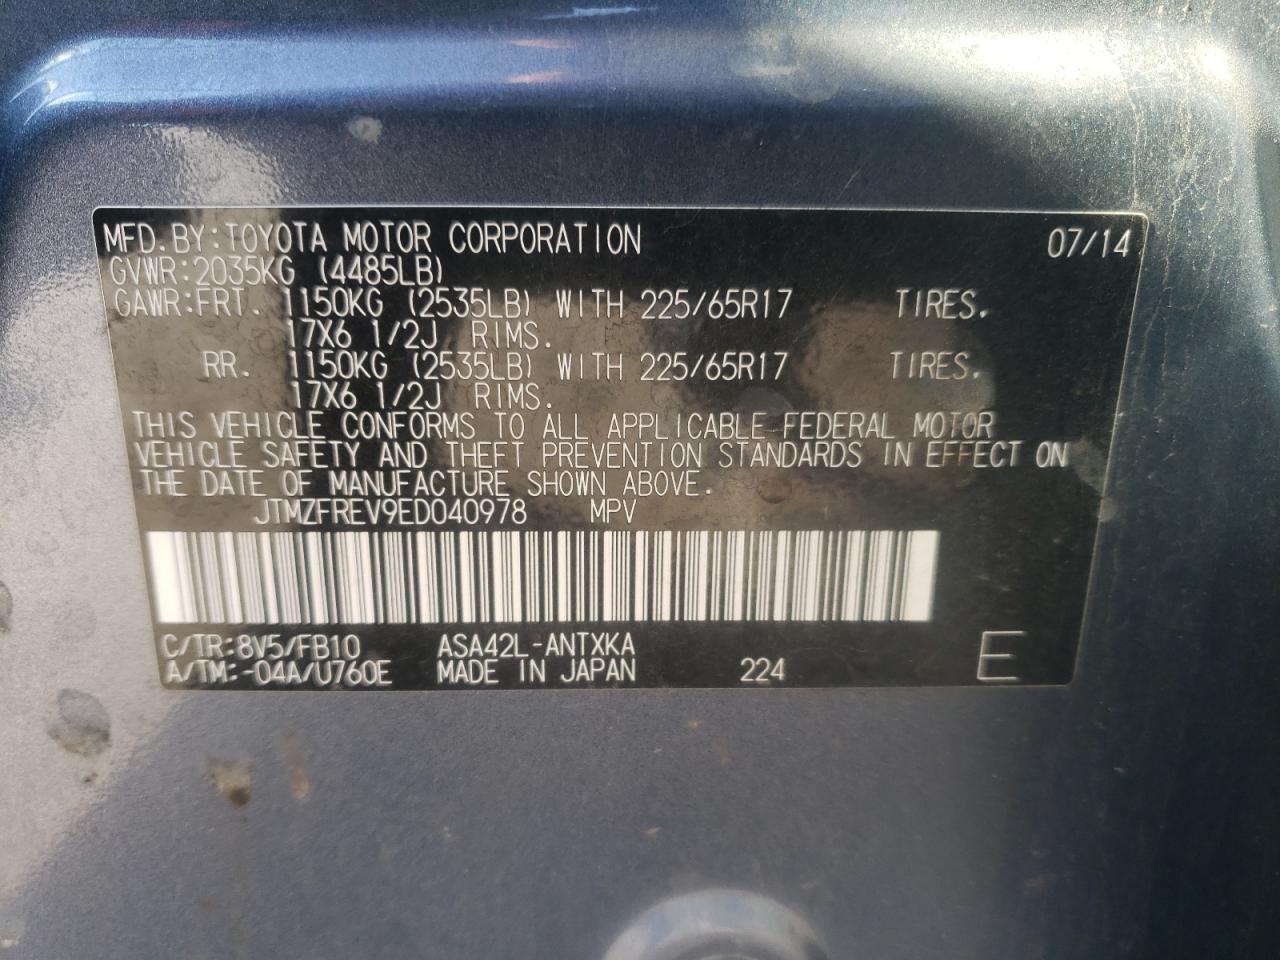 MFD.BY:TOYOTA MOTOR CORPORATION 07/14
GVWR:2035KG (4485LB)
GAWR:FRT. 1150KG (2535LB) WITH 225/65R17 TIRES.
17X6 1/2J RIMS.
RR. 1150KG (2535LB) WITH 225/65R17 TIRES.
17X6 1/2J RIMS.
THIS VEHICLE CONFORMS TO ALL APPLICABLE FEDERAL MOTOR
VEHICLE SAFETY AND THEFT PREVENTION STANDARDS IN EFFECT ON
THE DATE OF MANUFACTURE SHOWN ABOVE.
JTMZFREV9ED040978 MPV
C/TR:8V5/FB10 ASA42L-ANTXKA
A/TM:-04A/U760E MADE IN JAPAN 224 E